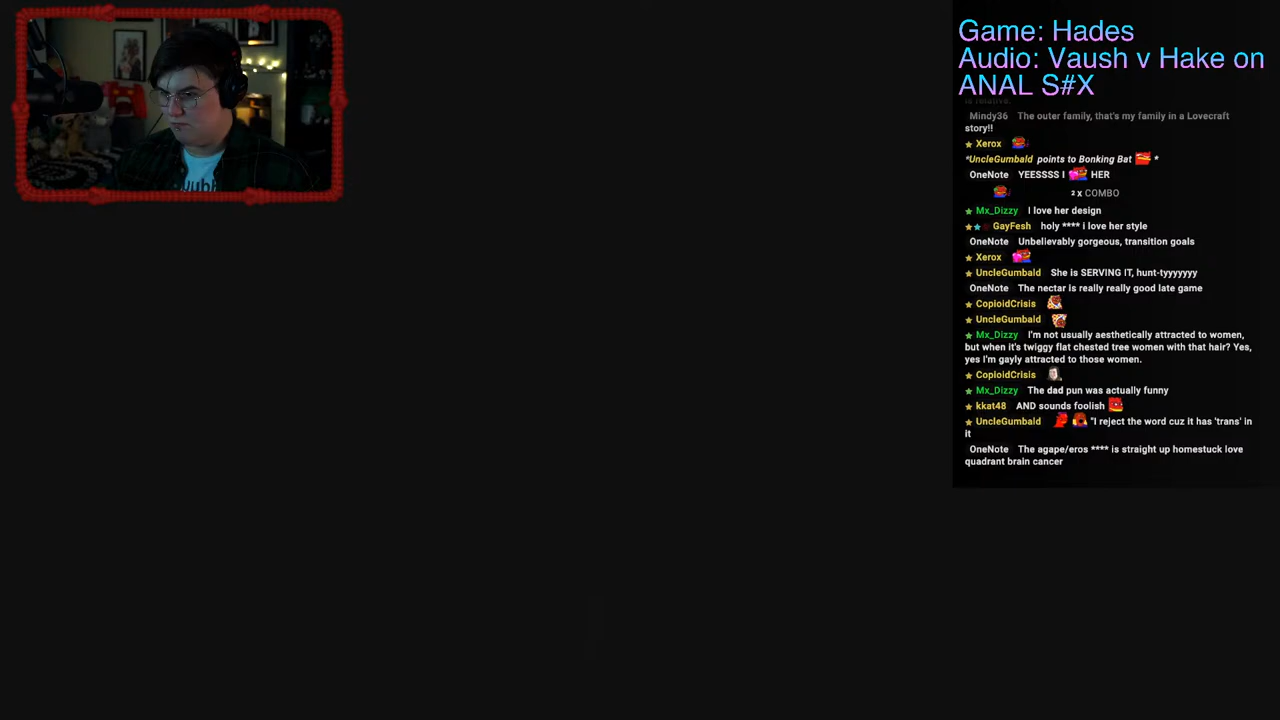 Game: Hades
Audio: Vaush v Hake on
ANAL S#X
is relative.
Mindy36 The outer family, that's my family in a Lovecraft
story!!
Xerox
*UncleGumbald points to Bonking Bat *
OneNote YEESSSS I HER
2 x COMBO
Mx_Dizzy I love her design
GayFesh holy **** i love her style
OneNote Unbelievably gorgeous, transition goals
Xerox
UncleGumbald She is SERVING IT, hunt-tyyyyyyy
OneNote The nectar is really really good late game
CopioidCrisis
UncleGumbald
Mx_Dizzy I'm not usually aesthetically attracted to women,
but when it's twiggy flat chested tree women with that hair? Yes,
yes I'm gayly attracted to those women.
CopioidCrisis
Mx_Dizzy The dad pun was actually funny
kkat48 AND sounds foolish
UncleGumbald "I reject the word cuz it has 'trans' in
it
OneNote The agape/eros **** is straight up homestuck love
quadrant brain cancer